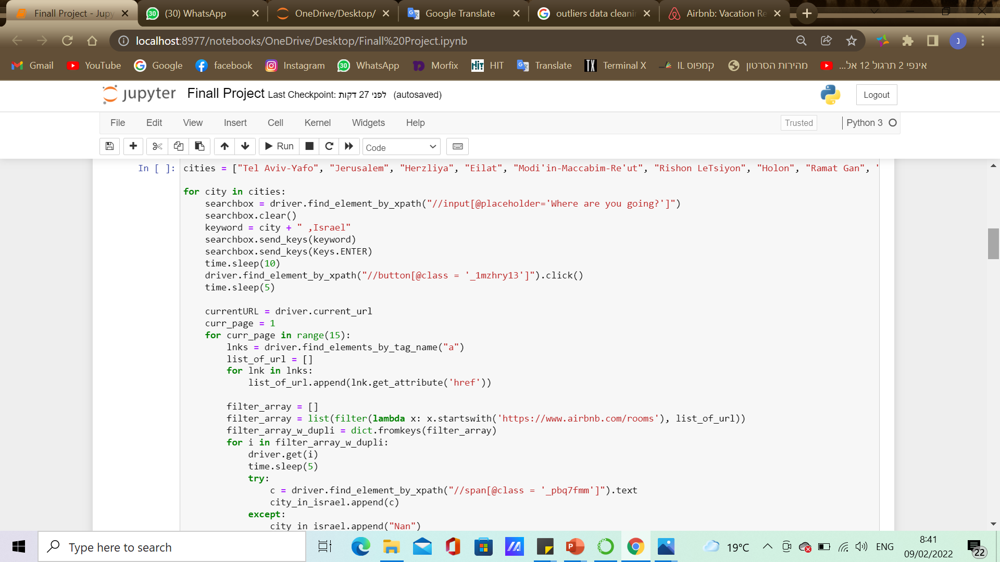 Finall Project - Jupy
(30) WhatsApp
OneDrive/Desktop/
Google Translate
outliers data cleanin
Airbnb: Vacation Re
localhost:8977/notebooks/OneDrive/Desktop/Finall%20Project.ipynb
נ
Gmail
YouTube
Google
facebook
Instagram
30
WhatsApp
Morfix
HIT HIT
Translate
TX Terminal X
קמפוס IL
מהירות הסרטון
אינפי 2 תרגול 12 אל...
jupyter Finall Project Last Checkpoint: לפני 27 דקות (autosaved)
Logout
File Edit View Insert Cell Kernel Widgets Help
Trusted
Python 3
Run
Code
In [ ]: cities = ["Tel Aviv-Yafo", "Jerusalem", "Herzliya", "Eilat", "Modi'in-Maccabim-Re'ut", "Rishon LeTsiyon", "Holon", "Ramat Gan", "
for city in cities:
    searchbox = driver.find_element_by_xpath("//input[@placeholder='Where are you going?']")
    searchbox.clear()
    keyword = city + " ,Israel"
    searchbox.send_keys(keyword)
    searchbox.send_keys(Keys.ENTER)
    time.sleep(10)
    driver.find_element_by_xpath("//button[@class = '_1mzhry13']").click()
    time.sleep(5)
    currentURL = driver.current_url
    curr_page = 1
    for curr_page in range(15):
        lnks = driver.find_elements_by_tag_name("a")
        list_of_url = []
        for lnk in lnks:
            list_of_url.append(lnk.get_attribute('href'))
        filter_array = []
        filter_array = list(filter(lambda x: x.startswith('https://www.airbnb.com/rooms'), list_of_url))
        filter_array_w_dupli = dict.fromkeys(filter_array)
        for i in filter_array_w_dupli:
            driver.get(i)
            time.sleep(5)
            try:
                c = driver.find_element_by_xpath("//span[@class = '_pbq7fmm']").text
                city_in_israel.append(c)
            except:
                city_in_israel.append("Nan")
Type here to search
19°C
ENG
8:41
09/02/2022
22